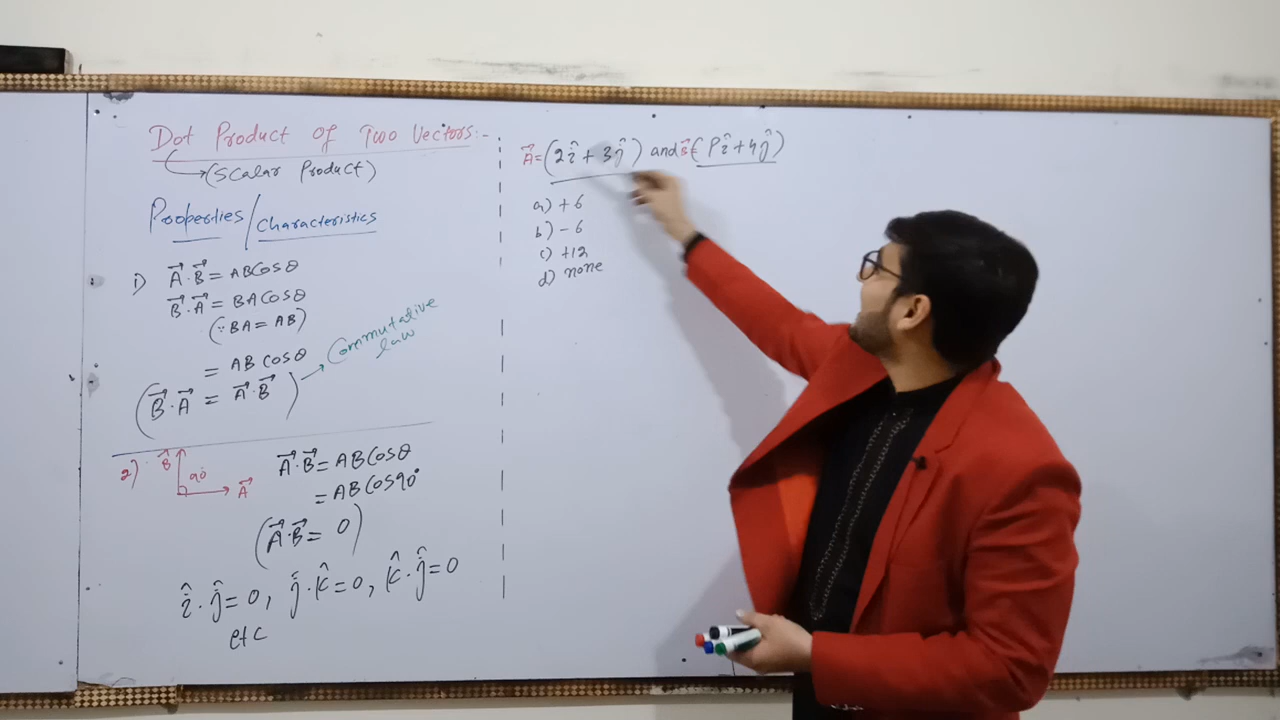 Dot Product of Two Vectors:-
(Scalar Product)
Properties/Characteristics
1) A⃗·B⃗ = ABCosθ
B⃗·A⃗ = BACosθ
(∵BA = AB)
= AB Cosθ
(B⃗·A⃗ = A⃗·B⃗)
Commutative
law
2) B⃗ 90° A⃗
A⃗·B⃗ = ABCosθ
= ABCos90°
(A⃗·B⃗ = 0)
î·ĵ = 0, ĵ·k̂ = 0, k̂·ĵ = 0
etc
A⃗ = (2î + 3ĵ) and B⃗ = (Pî + 4ĵ)
a) +6
b) -6
c) +12
d) none